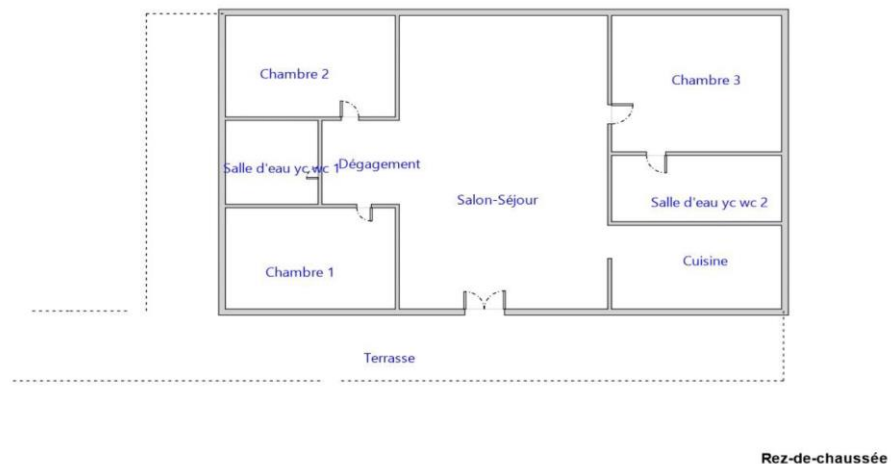 Chambre 2
Chambre 3
Salle d'eau yc wc 1
Dégagement
Salon-Séjour
Salle d'eau yc wc 2
Chambre 1
Cuisine
Terrasse
Rez-de-chaussée